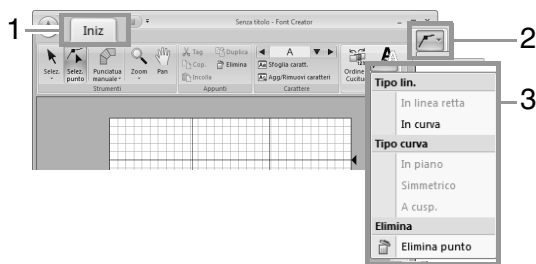 1
Iniz
Senza titolo - Font Creator
2
Selez.
Selez. punto
Punciatua manuale
Zoom
Pan
Strumenti
Tag
Duplica
Cop.
Elimina
Incolla
Appunti
A
Sfoglia caratt.
Agg/Rimuovi caratteri
Carattere
Ordine Cucitu
3
Tipo lin.
In linea retta
In curva
Tipo curva
In piano
Simmetrico
A cusp.
Elimina
Elimina punto